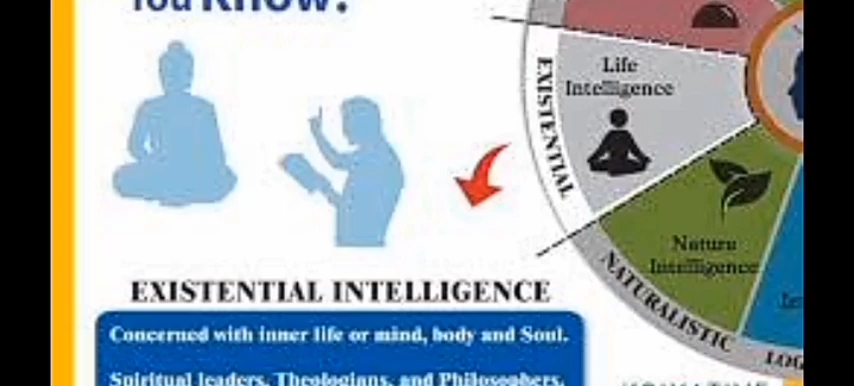 You Know?
EXISTENTIAL
Life
Intelligence
Nature
Intelligence
NATURALISTIC
EXISTENTIAL INTELLIGENCE
Concerned with inner life or mind, body and Soul.
Spiritual leaders, Theologians, and Philosophers.